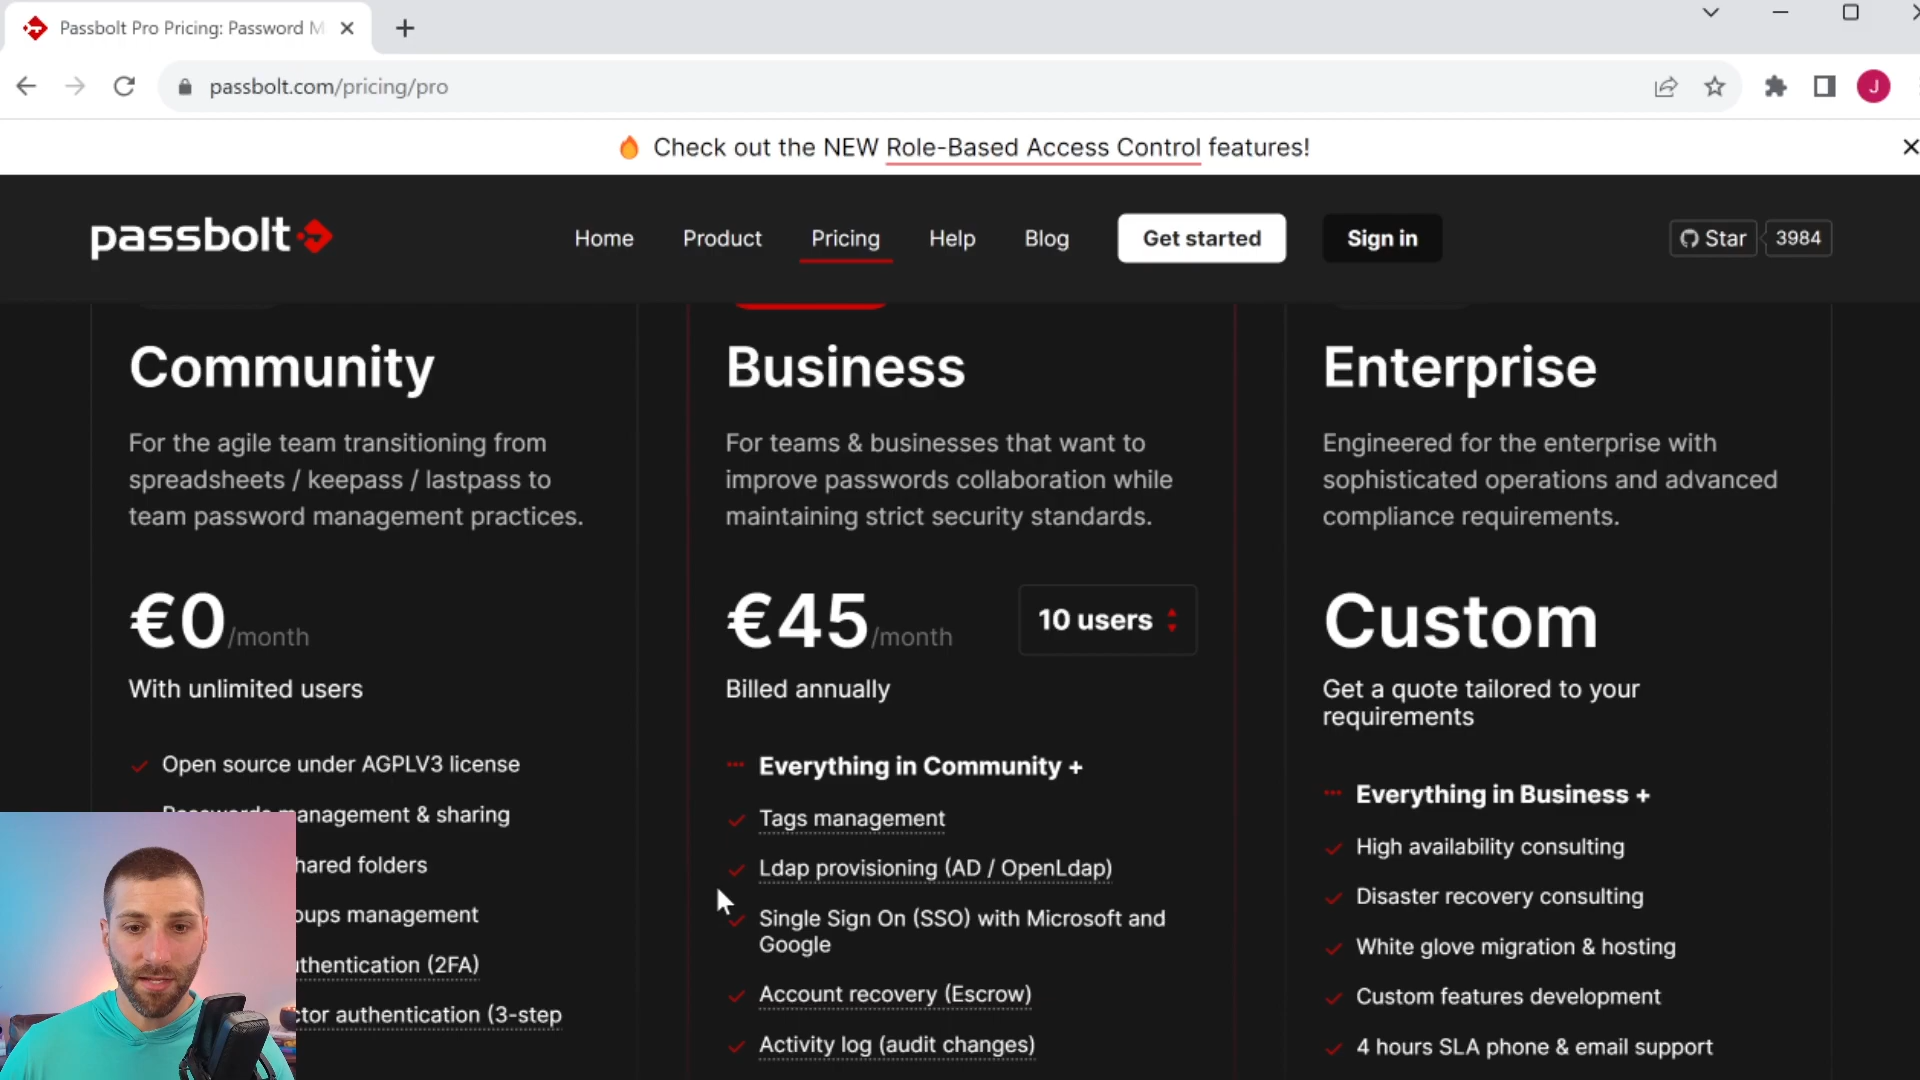 Passbolt Pro Pricing: Password M
passbolt.com/pricing/pro
J
Check out the NEW Role-Based Access Control features!
passbolt
Home
Product
Pricing
Help
Blog
Get started
Sign in
Star
3984
Community
For the agile team transitioning from
spreadsheets / keepass / lastpass to
team password management practices.
€0/month
With unlimited users
Open source under AGPLV3 license
management & sharing
hared folders
oups management
uthentication (2FA)
ctor authentication (3-step
Business
For teams & businesses that want to
improve passwords collaboration while
maintaining strict security standards.
€45/month
10 users
Billed annually
Everything in Community +
Tags management
Ldap provisioning (AD / OpenLdap)
Single Sign On (SSO) with Microsoft and
Google
Account recovery (Escrow)
Activity log (audit changes)
Enterprise
Engineered for the enterprise with
sophisticated operations and advanced
compliance requirements.
Custom
Get a quote tailored to your
requirements
Everything in Business +
High availability consulting
Disaster recovery consulting
White glove migration & hosting
Custom features development
4 hours SLA phone & email support